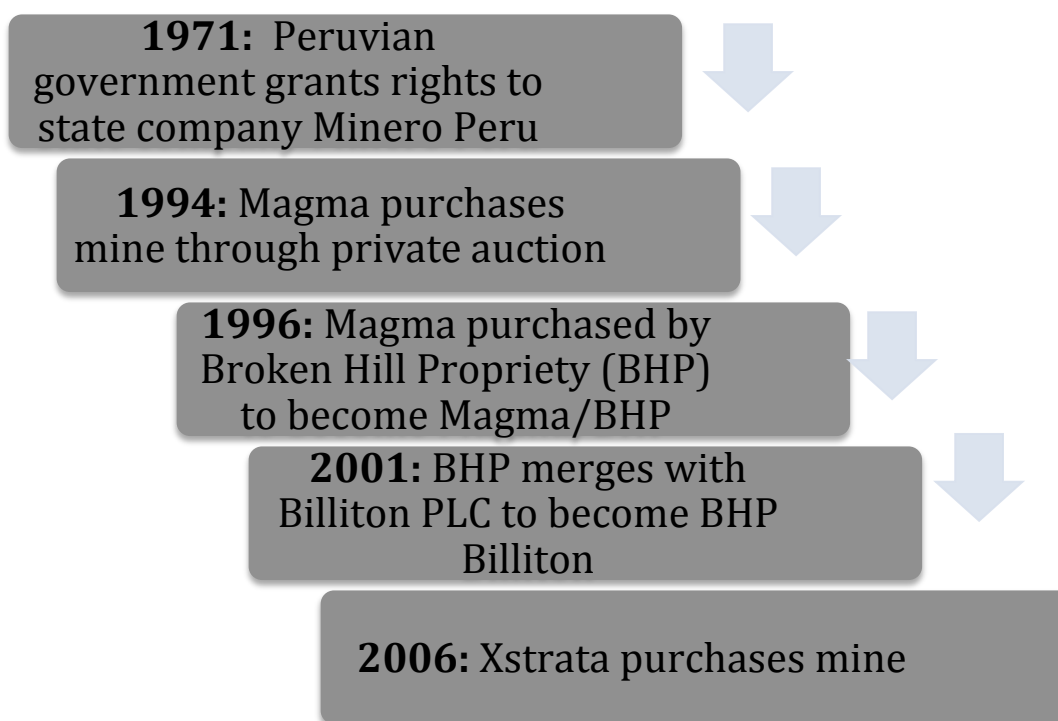 1971: Peruvian
government grants rights to
state company Minero Peru
1994: Magma purchases
mine through private auction
1996: Magma purchased by
Broken Hill Propriety (BHP)
to become Magma/BHP
2001: BHP merges with
Billiton PLC to become BHP
Billiton
2006: Xstrata purchases mine